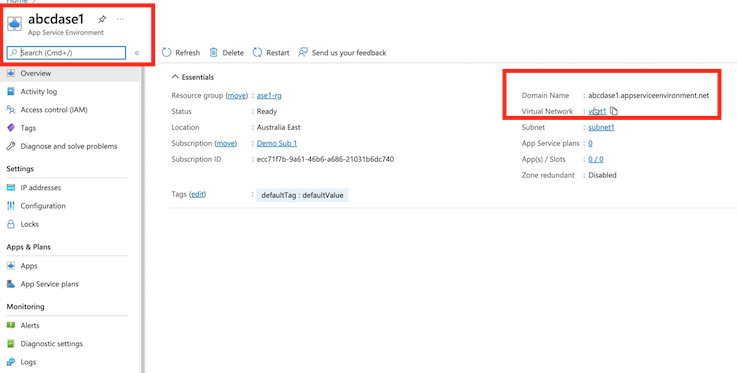 Home >
abcdase1
App Service Environment
Search (Cmd+/)
«
Refresh Delete Restart Send us your feedback
Overview
Activity log
Access control (IAM)
Tags
Diagnose and solve problems
Settings
IP addresses
Configuration
Locks
Apps & Plans
Apps
App Service plans
Monitoring
Alerts
Diagnostic settings
Logs
Essentials
Resource group (move) : ase1-rg
Status : Ready
Location : Australia East
Subscription (move) : Demo Sub 1
Subscription ID : ecc71f7b-9a61-46b6-a686-21031b6dc740
Tags (edit) : defaultTag : defaultValue
Domain Name : abcdase1.appserviceenvironment.net
Virtual Network :
Subnet : subnet1
App Service plans : 0
App(s) / Slots : 0 / 0
Zone redundant : Disabled